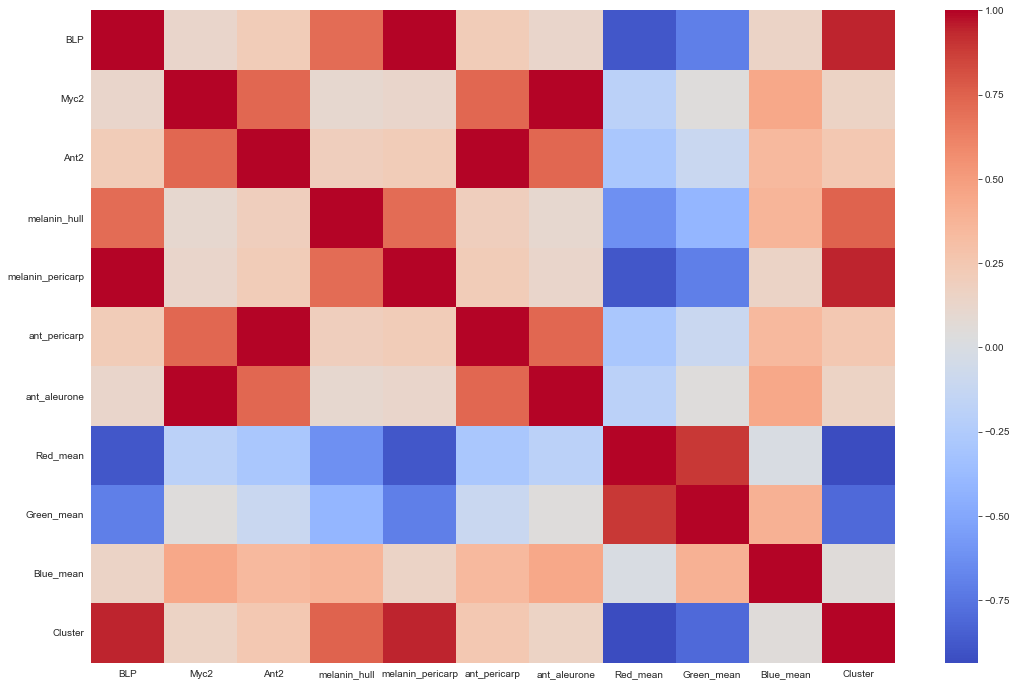 BLP
Myc2
Ant2
melanin_hull
melanin_pericarp
ant_pericarp
ant_aleurone
Red_mean
Green_mean
Blue_mean
Cluster
BLP Myc2 Ant2 melanin_hull melanin_pericarp ant_pericarp ant_aleurone Red_mean Green_mean Blue_mean Cluster
1.00
0.75
0.50
0.25
0.00
−0.25
−0.50
−0.75